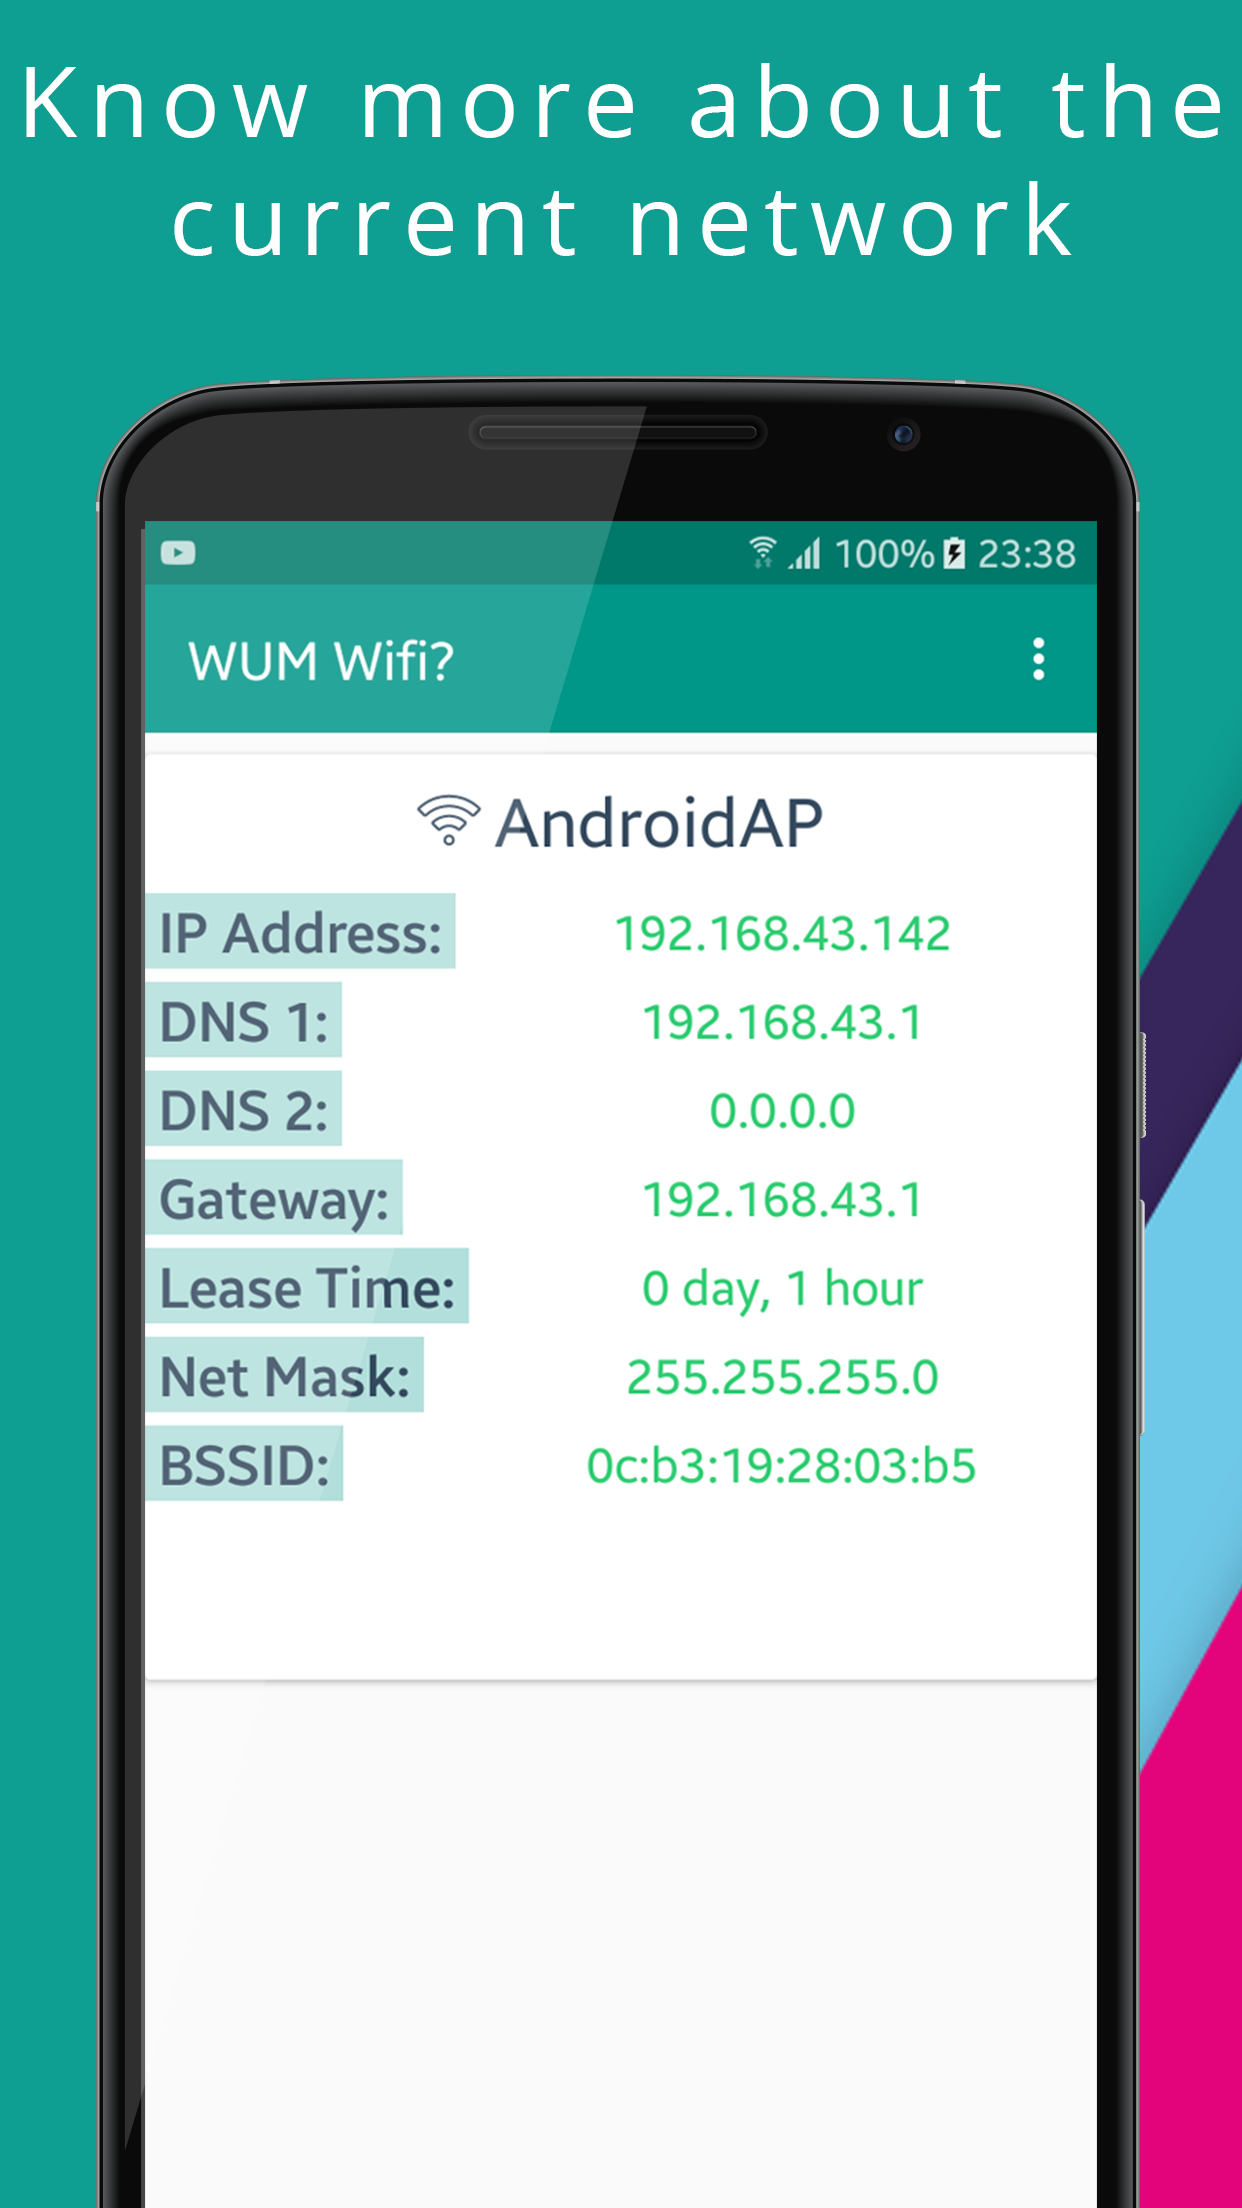 Know more about the
current network
100% 23:38
WUM Wifi?
AndroidAP
IP Address: 192.168.43.142
DNS 1: 192.168.43.1
DNS 2: 0.0.0.0
Gateway: 192.168.43.1
Lease Time: 0 day, 1 hour
Net Mask: 255.255.255.0
BSSID: 0c:b3:19:28:03:b5